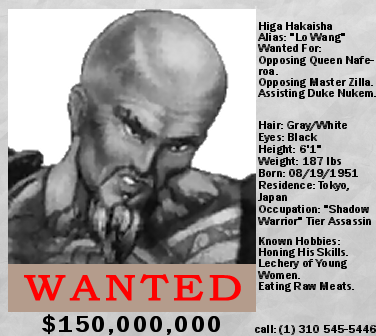 Higa Hakaisha
Alias: "Lo Wang"
Wanted For:
Opposing Queen Nafe-
roa.
Opposing Master Zilla.
Assisting Duke Nukem.
Hair: Gray/White
Eyes: Black
Height: 6'1"
Weight: 187 lbs
Born: 08/19/1951
Residence: Tokyo,
Japan
Occupation: "Shadow
Warrior" Tier Assassin
Known Hobbies:
Honing His Skills.
Lechery of Young
Women.
Eating Raw Meats.
WANTED
$150,000,000
call: (1) 310 545-5446